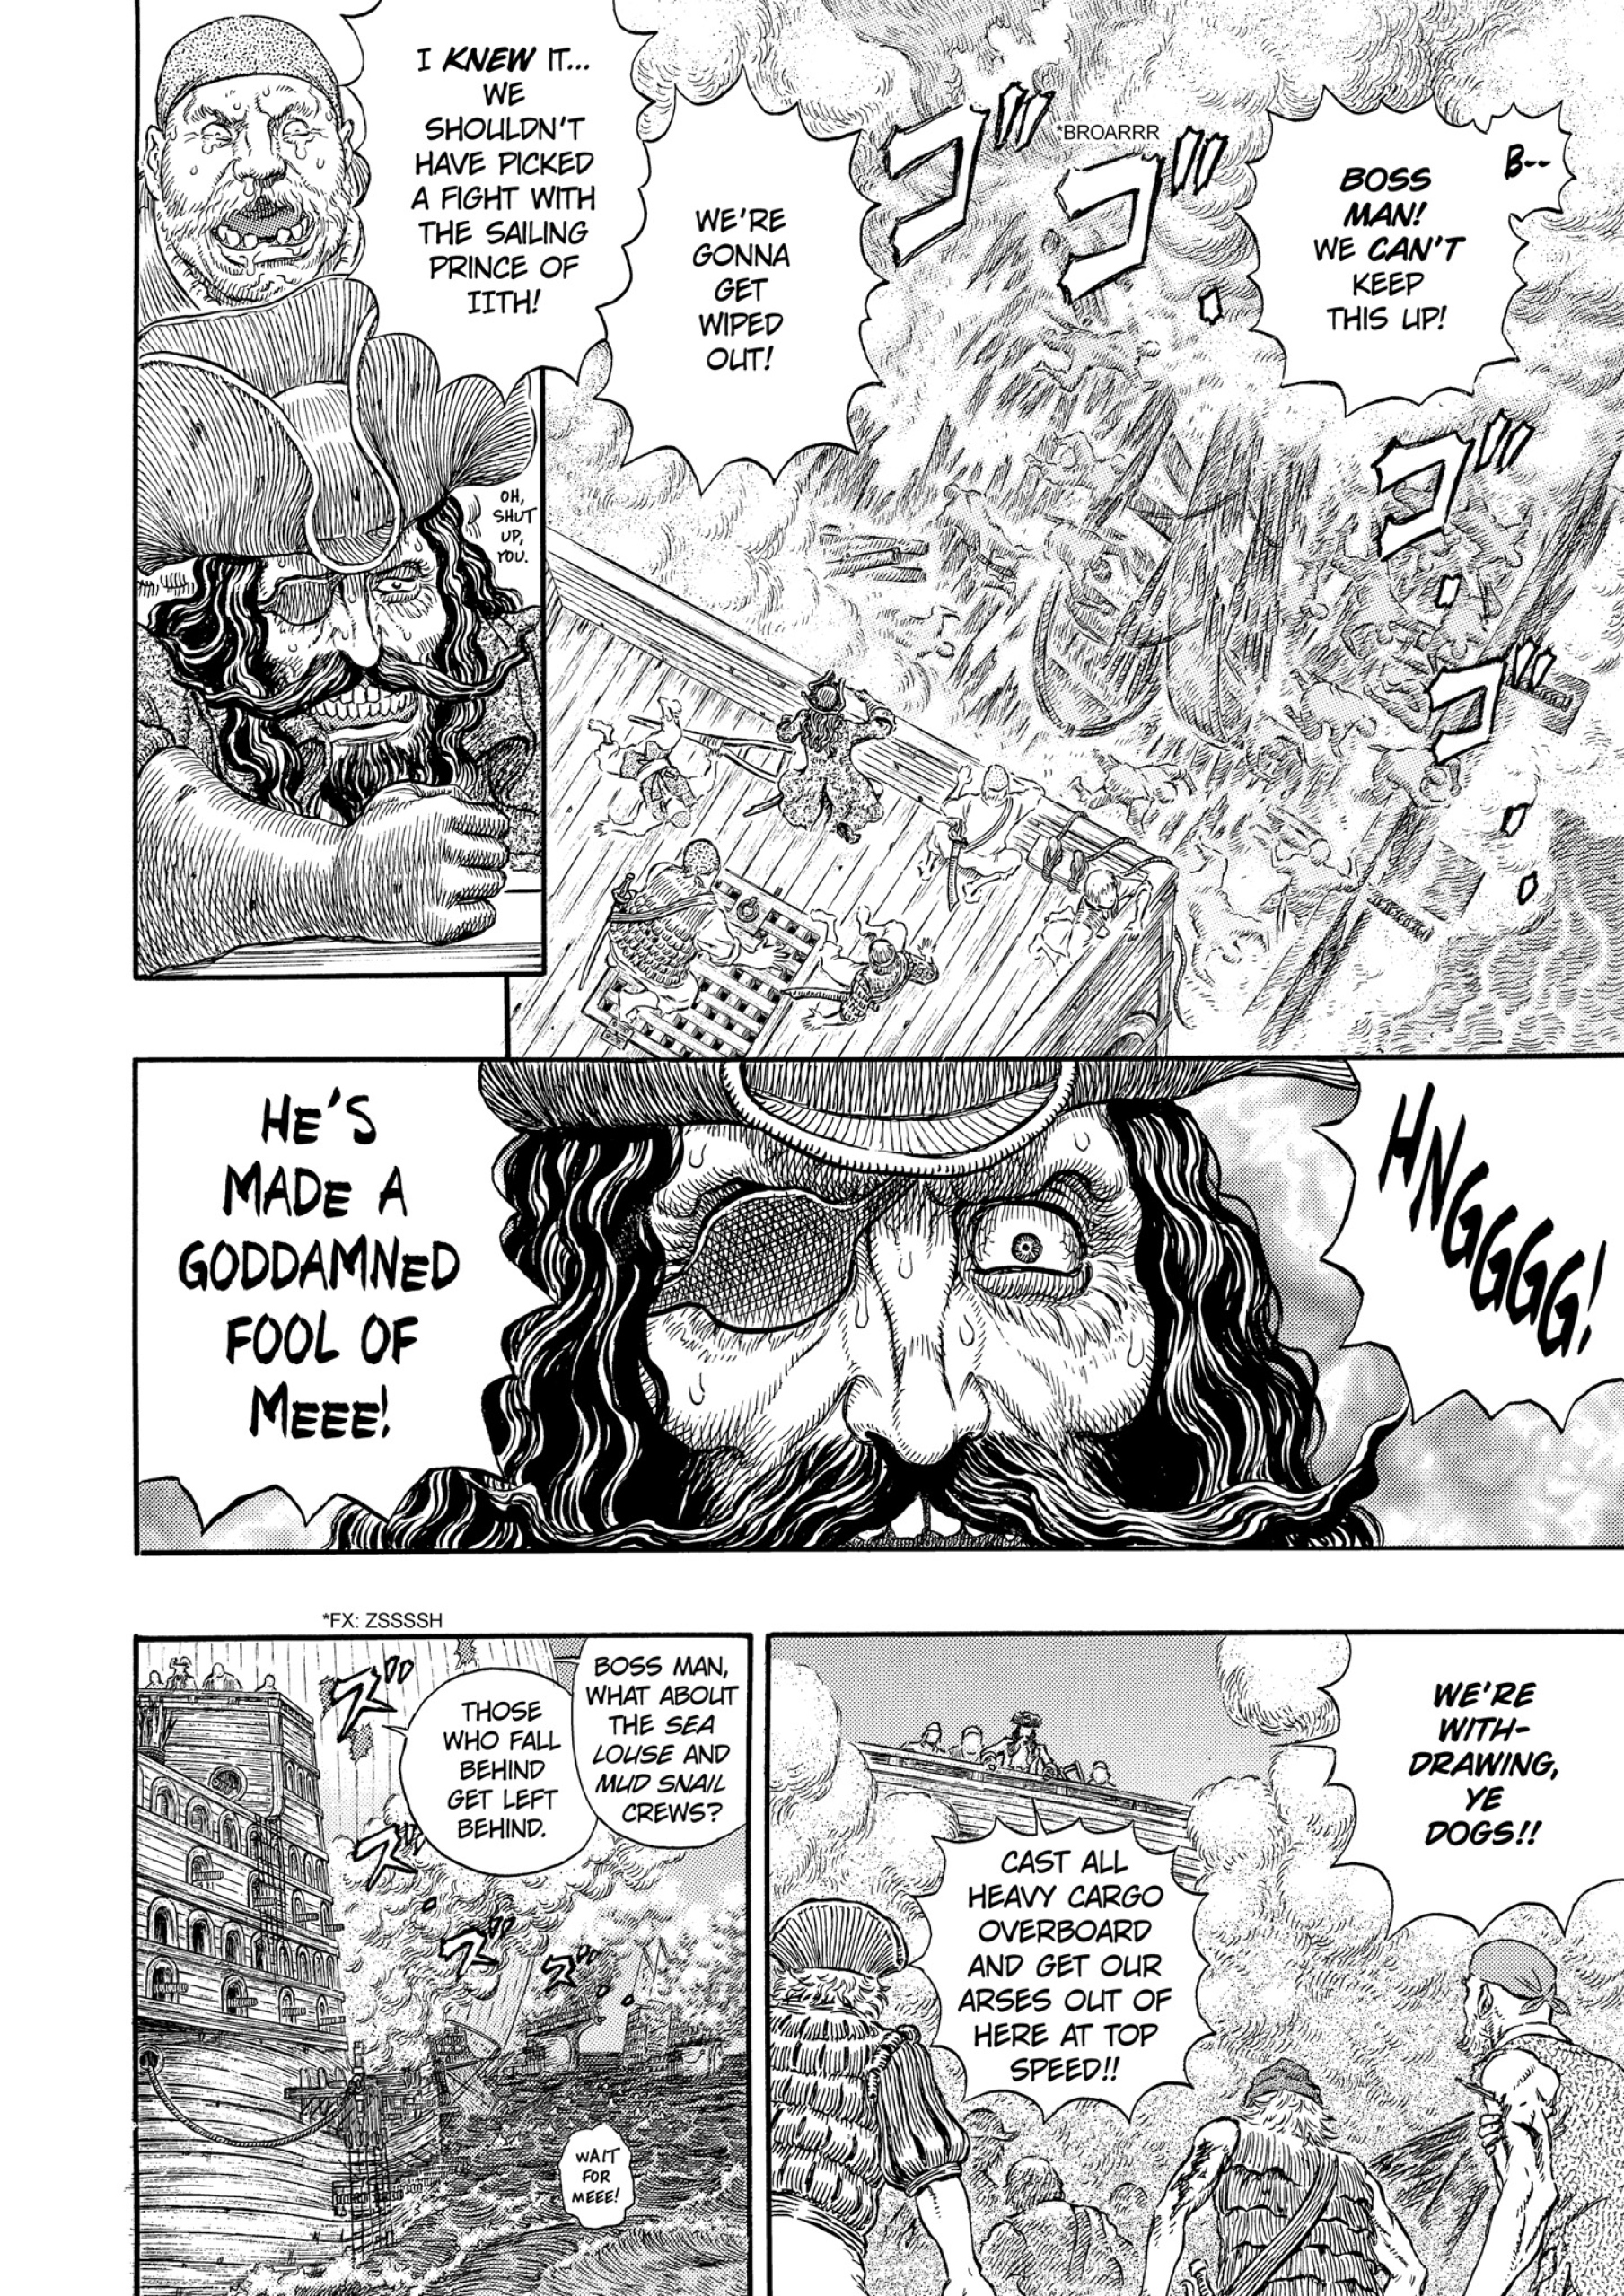 B--
BOSS
MAN!
WE CAN'T
KEEP
THIS UP!
*BROARRR
ゴゴ
ゴ
ゴ
WE'RE
GONNA
GET
WIPED
OUT!
I KNEW IT...
WE
SHOULDN'T
HAVE PICKED
A FIGHT WITH
THE SAILING
PRINCE OF
IITH!
OH,
SHUT
UP,
YOU.
HNGGGG!
HE'S
MADE A
GODDAMNED
FOOL OF
MEEE!
WE'RE
WITH-
DRAWING,
YE
DOGS!!
CAST ALL
HEAVY CARGO
OVERBOARD
AND GET OUR
ARSES OUT OF
HERE AT TOP
SPEED!!
*FX: ZSSSSH
BOSS MAN,
WHAT ABOUT
THE SEA
LOUSE AND
MUD SNAIL
CREWS?
THOSE
WHO FALL
BEHIND
GET LEFT
BEHIND.
ズ
ズ
ズ
ズ
WAIT
FOR
MEEE!